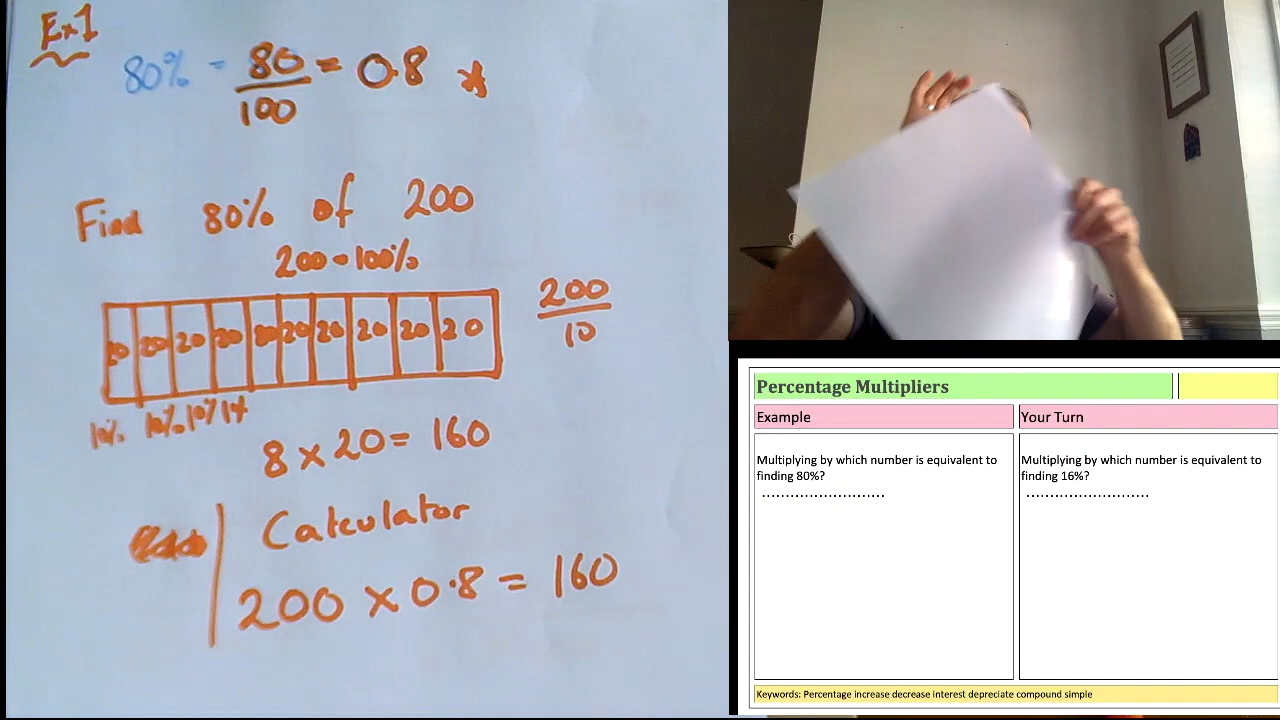 Ex1
80% = 80/100 = 0.8 *
Find 80% of 200
200 = 100%
20 20 20 20 20 20 20 20 20 20
200/10
10% 10% 10%
8 × 20 = 160
Calculator
200 × 0.8 = 160
Percentage Multipliers
Example
Your Turn
Multiplying by which number is equivalent to
finding 80%?
..........................
Multiplying by which number is equivalent to
finding 16%?
..........................
Keywords: Percentage increase decrease interest depreciate compound simple